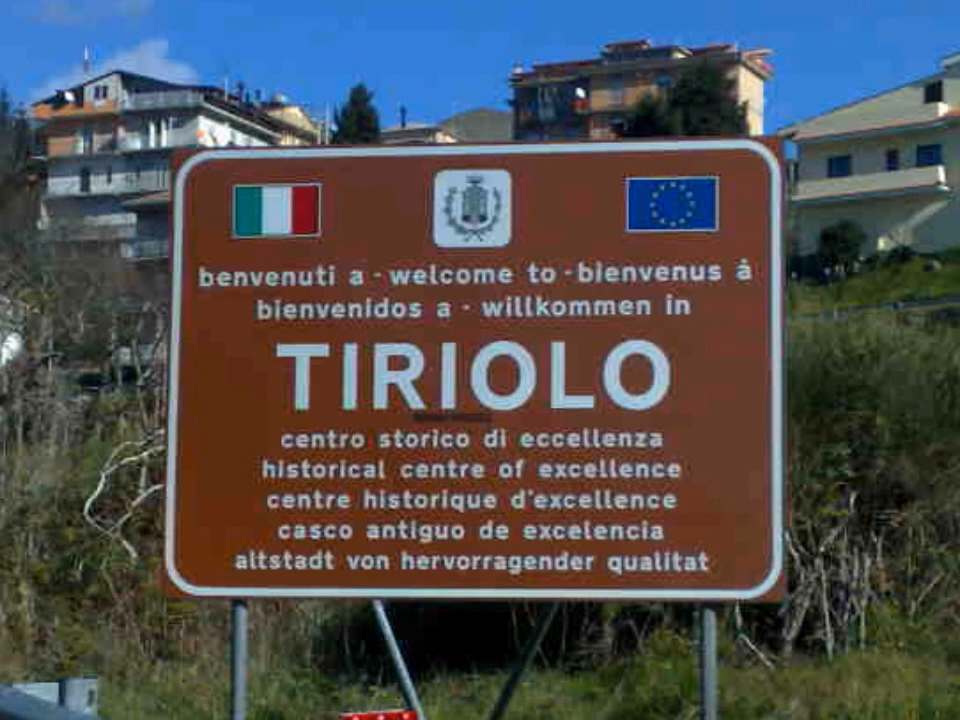 benvenuti a - welcome to - bienvenus à
bienvenidos a - willkommen in
TIRIOLO
centro storico di eccellenza
historical centre of excellence
centre historique d'excellence
casco antiguo de excelencia
altstadt von hervorragender qualitat